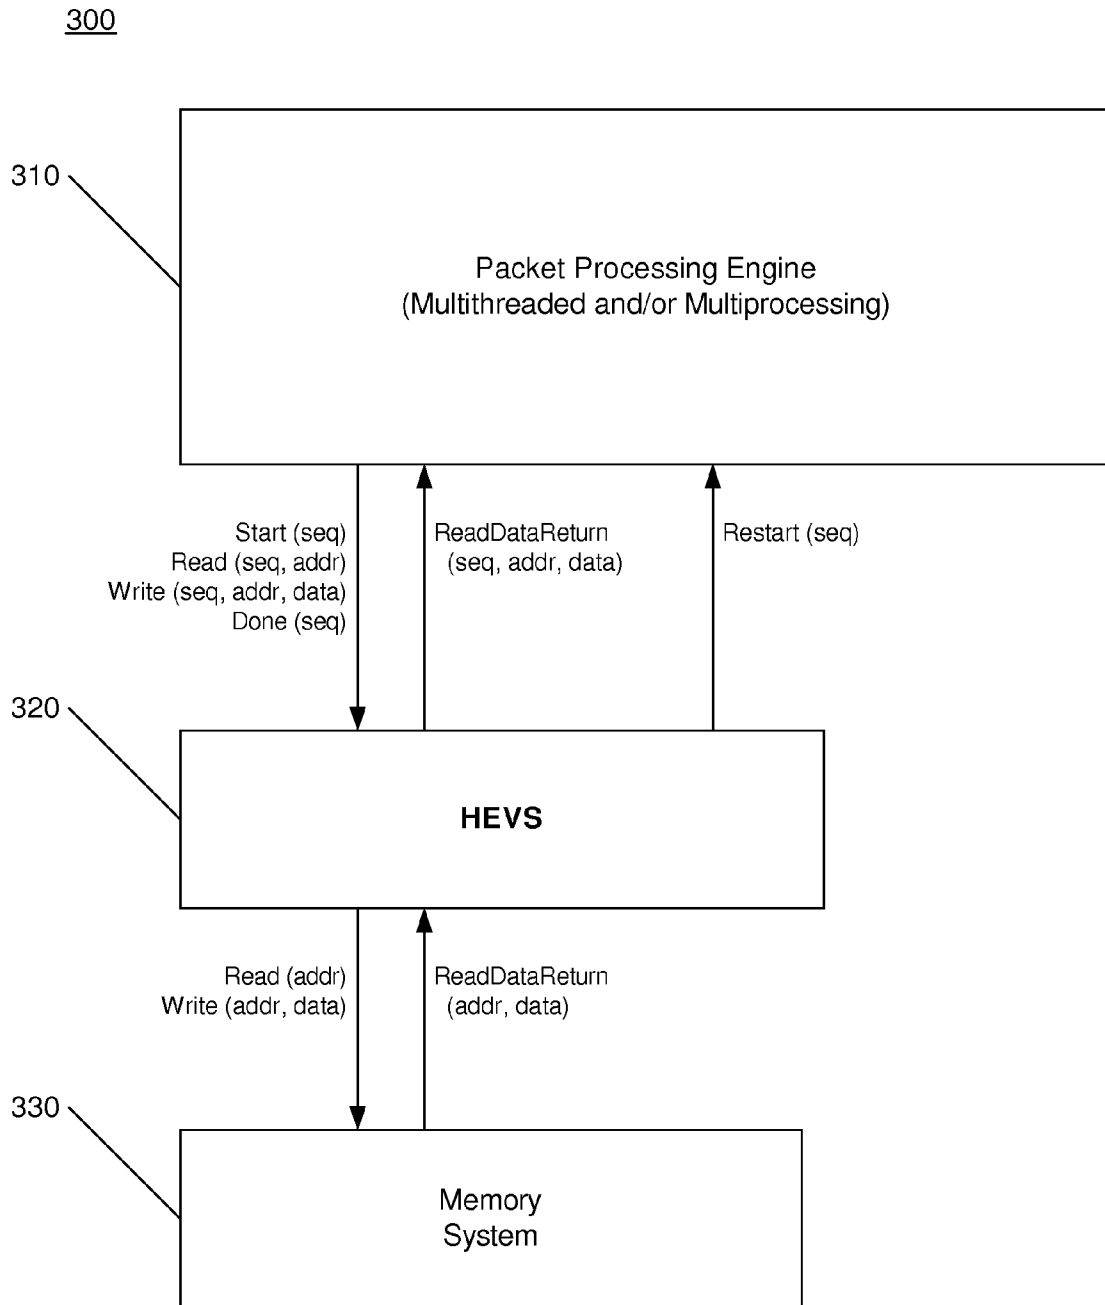 300
310
Packet Processing Engine
(Multithreaded and/or Multiprocessing)
Start (seq)
Read (seq, addr)
Write (seq, addr, data)
Done (seq)
ReadDataReturn
(seq, addr, data)
Restart (seq)
320
HEVS
Read (addr)
Write (addr, data)
ReadDataReturn
(addr, data)
330
Memory
System